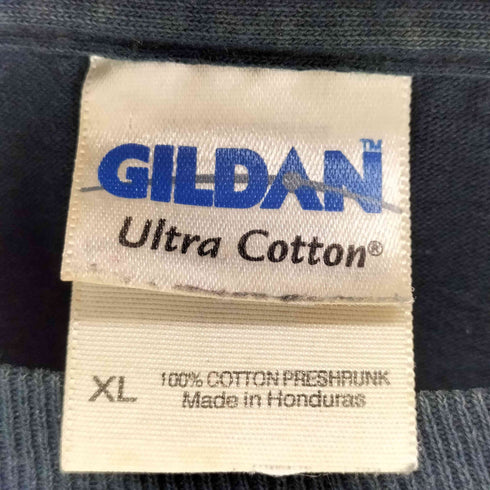 GILDAN™
Ultra Cotton®
XL
100% COTTON PRESHRUNK
Made in Honduras